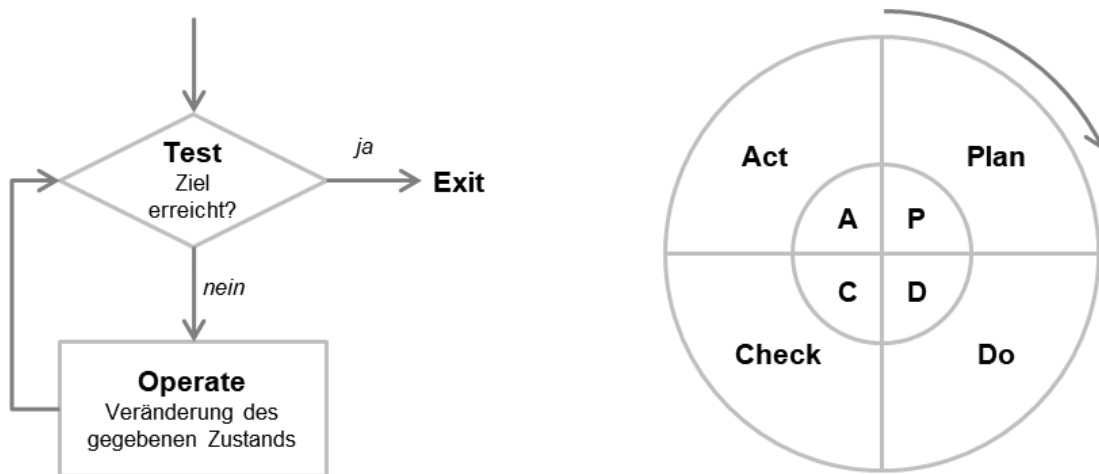 Test
Ziel
erreicht?
ja
Exit
nein
Operate
Veränderung des
gegebenen Zustands
Act
Plan
A
P
C
D
Check
Do